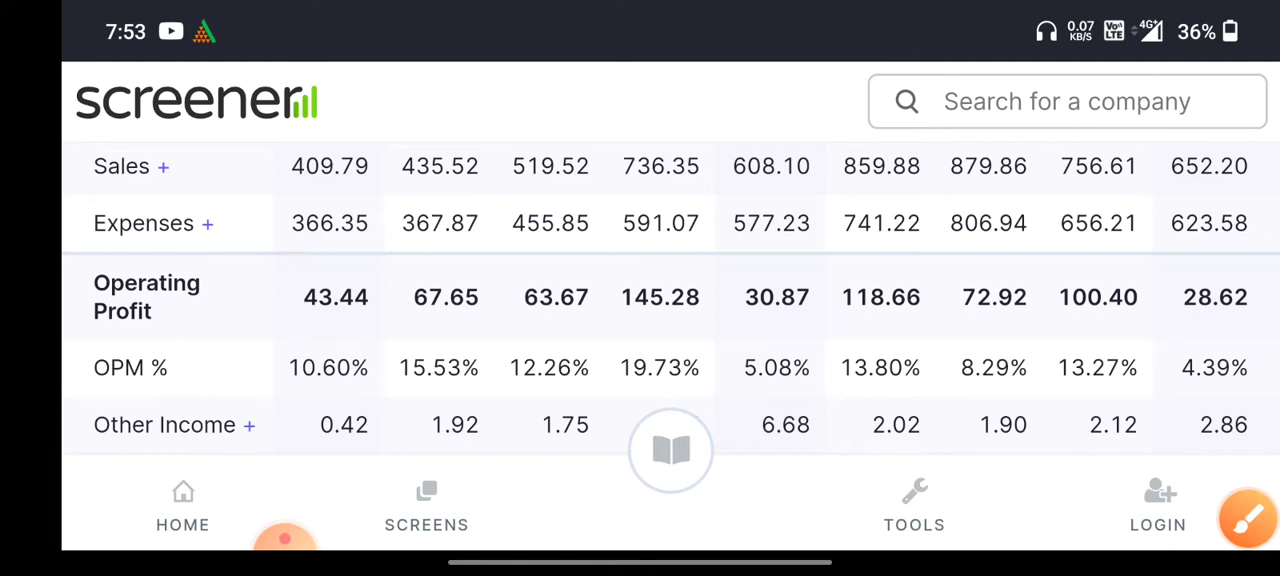 7:53 0.07 KB/S Vo) LTE 4G+ 36%
screener
Search for a company
Sales + 409.79 435.52 519.52 736.35 608.10 859.88 879.86 756.61 652.20
Expenses + 366.35 367.87 455.85 591.07 577.23 741.22 806.94 656.21 623.58
Operating Profit 43.44 67.65 63.67 145.28 30.87 118.66 72.92 100.40 28.62
OPM % 10.60% 15.53% 12.26% 19.73% 5.08% 13.80% 8.29% 13.27% 4.39%
Other Income + 0.42 1.92 1.75 6.68 2.02 1.90 2.12 2.86
HOME SCREENS TOOLS LOGIN